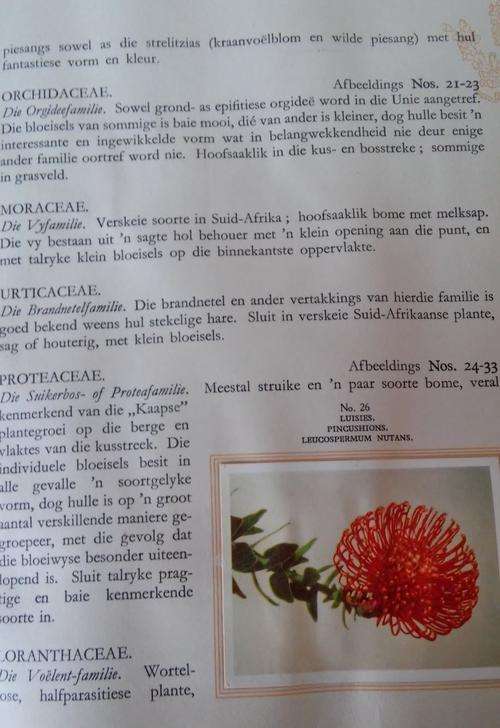 piesangs sowel as die strelitzias (kraanvoëlblom en wilde piesang) met hul
fantastiese vorm en kleur.
ORCHIDACEAE. Afbeeldings Nos. 21-23
Die Orgideefamilie. Sowel grond- as epifitiese orgideë word in die Unie aangetref.
Die bloeisels van sommige is baie mooi, dié van ander is kleiner, dog hulle besit 'n
interessante en ingewikkelde vorm wat in belangwekkendheid nie deur enige
ander familie oortref word nie. Hoofsaaklik in die kus- en bosstreke ; sommige
in grasveld.
MORACEAE.
Die Vyfamilie. Verskeie soorte in Suid-Afrika ; hoofsaaklik bome met melksap.
Die vy bestaan uit 'n sagte hol behouer met 'n klein opening aan die punt, en
met talryke klein bloeisels op die binnekantste oppervlakte.
URTICACEAE.
Die Brandnetelfamilie. Die brandnetel en ander vertakkings van hierdie familie is
goed bekend weens hul stekelige hare. Sluit in verskeie Suid-Afrikaanse plante,
sag of houterig, met klein bloeisels.
PROTEACEAE. Afbeeldings Nos. 24-33
Die Suikerbos- of Proteafamilie. Meestal struike en 'n paar soorte bome, veral
kenmerkend van die „Kaapse”
plantegroei op die berge en
vlaktes van die kusstreek. Die
individuele bloeisels besit in
alle gevalle 'n soortgelyke
vorm, dog hulle is op 'n groot
aantal verskillende maniere ge-
groepeer, met die gevolg dat
die bloeiwyse besonder uiteen-
lopend is. Sluit talryke prag-
tige en baie kenmerkende
soorte in.
No. 26
LUISIES.
PINCUSHIONS.
LEUCOSPERMUM NUTANS.
LORANTHACEAE.
Die Voëlent-familie. Wortel-
ose, halfparasitiese plante,